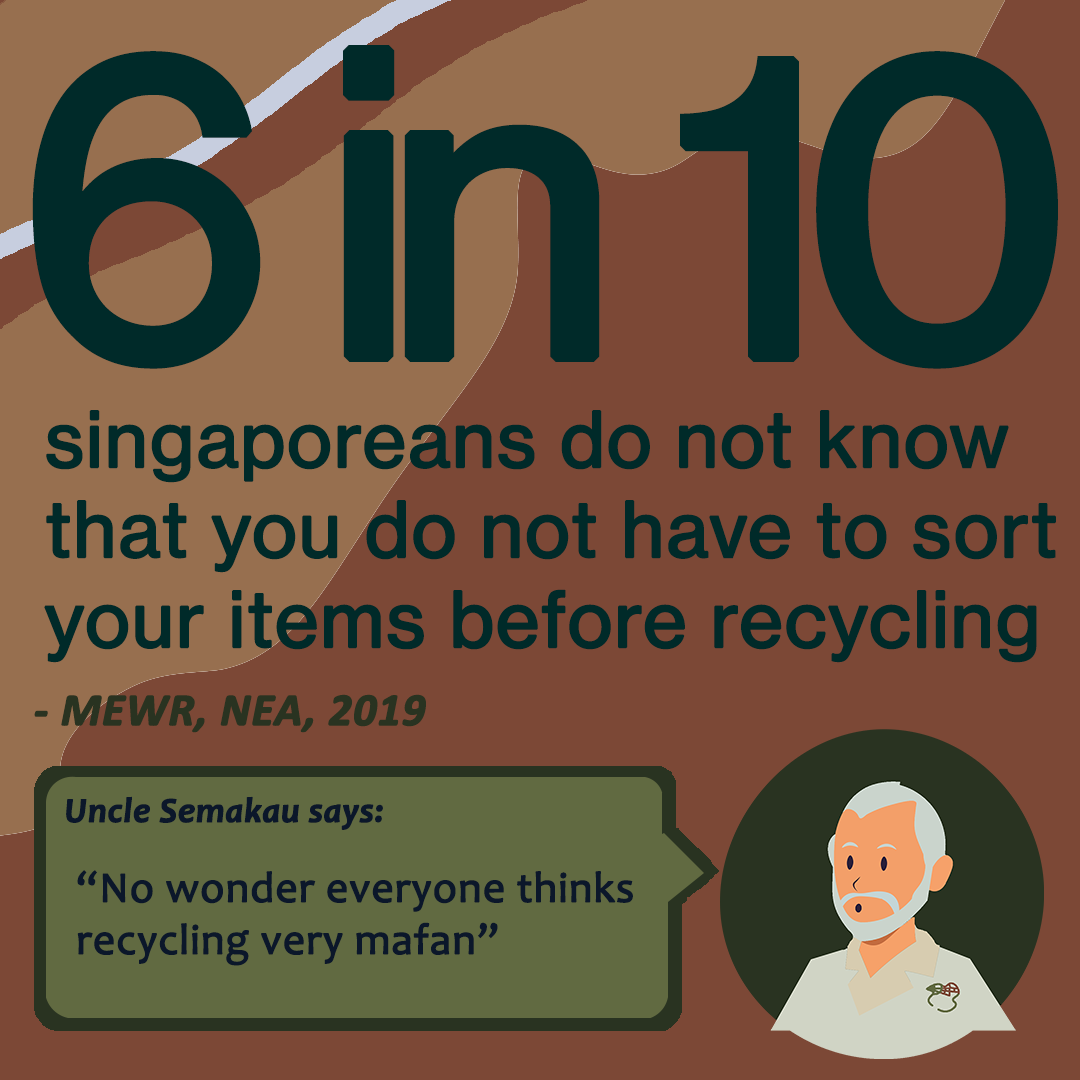 6 in 10
singaporeans do not know
that you do not have to sort
your items before recycling
- MEWR, NEA, 2019
Uncle Semakau says:
“No wonder everyone thinks
recycling very mafan”